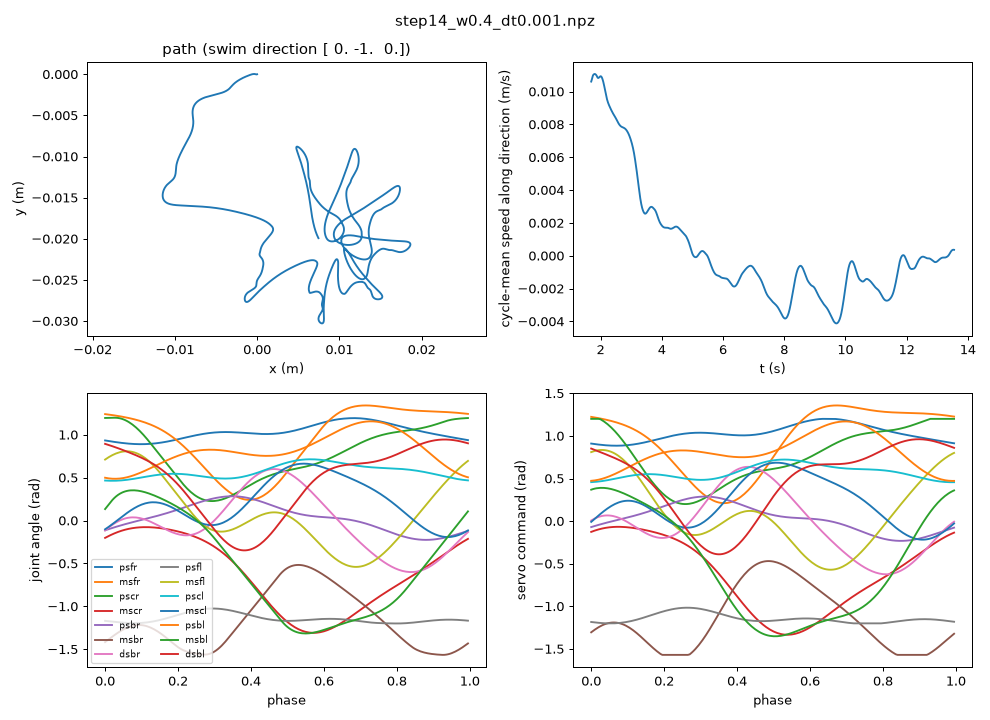 step14_w0.4_dt0.001.npz
path (swim direction [ 0. -1.  0.])
0.000
−0.005
−0.010
−0.015
−0.020
−0.025
−0.030
y (m)
−0.02
−0.01
0.00
0.01
0.02
x (m)
cycle-mean speed along direction (m/s)
0.010
0.008
0.006
0.004
0.002
0.000
−0.002
−0.004
2
4
6
8
10
12
14
t (s)
joint angle (rad)
1.0
0.5
0.0
−0.5
−1.0
−1.5
psfr
msfr
pscr
mscr
psbr
msbr
dsbr
psfl
msfl
pscl
mscl
psbl
msbl
dsbl
0.0
0.2
0.4
0.6
0.8
1.0
phase
servo command (rad)
1.5
1.0
0.5
0.0
−0.5
−1.0
−1.5
0.0
0.2
0.4
0.6
0.8
1.0
phase